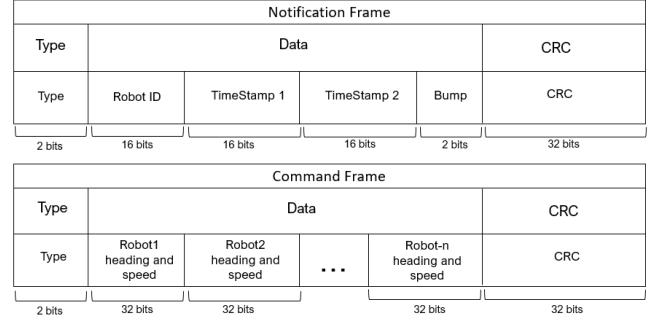 Notification Frame
Type Data CRC
Type Robot ID TimeStamp 1 TimeStamp 2 Bump CRC
2 bits 16 bits 16 bits 16 bits 2 bits 32 bits
Command Frame
Type Data CRC
Type Robot1 heading and speed Robot2 heading and speed ... Robot-n heading and speed CRC
2 bits 32 bits 32 bits 32 bits 32 bits